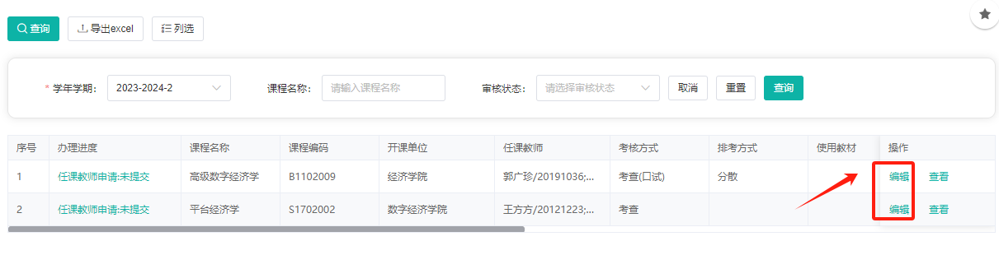 查询 导出excel 列选
* 学年学期: 2023-2024-2 课程名称: 请输入课程名称 审核状态: 请选择审核状态 取消 重置 查询
序号 办理进度 课程名称 课程编码 开课单位 任课教师 考核方式 排考方式 使用教材 操作
1 任课教师申请:未提交 高级数字经济学 B1102009 经济学院 郭广珍/20191036;... 考查(口试) 分散 编辑 查看
2 任课教师申请:未提交 平台经济学 S1702002 数字经济学院 王方方/20121223;... 考查 编辑 查看